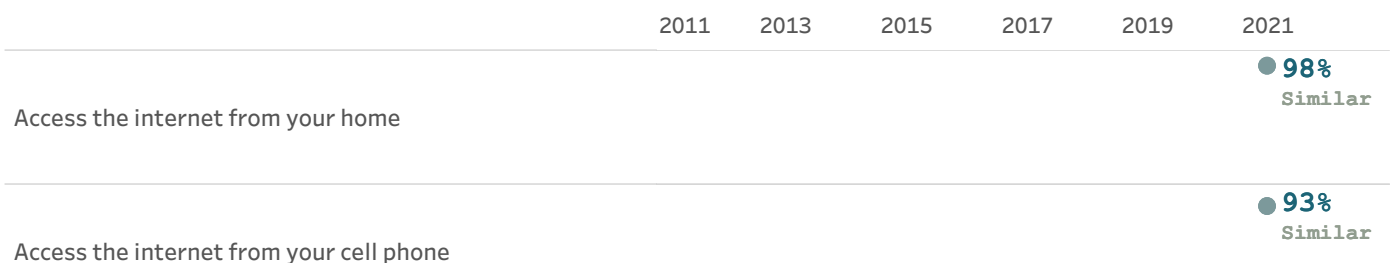 2011 2013 2015 2017 2019 2021
98%
Similar
Access the internet from your home
93%
Similar
Access the internet from your cell phone